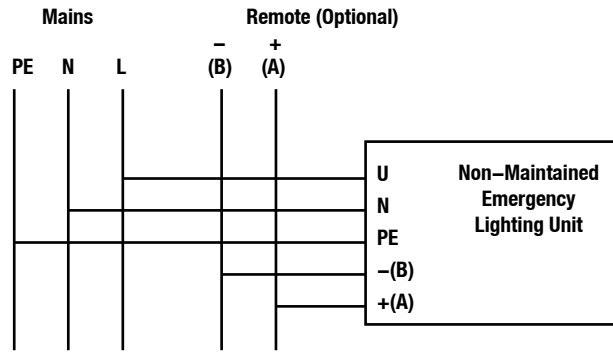 Mains Remote (Optional)
– +
PE N L (B) (A)
U
N
PE
–(B)
+(A)
Non–Maintained
Emergency
Lighting Unit